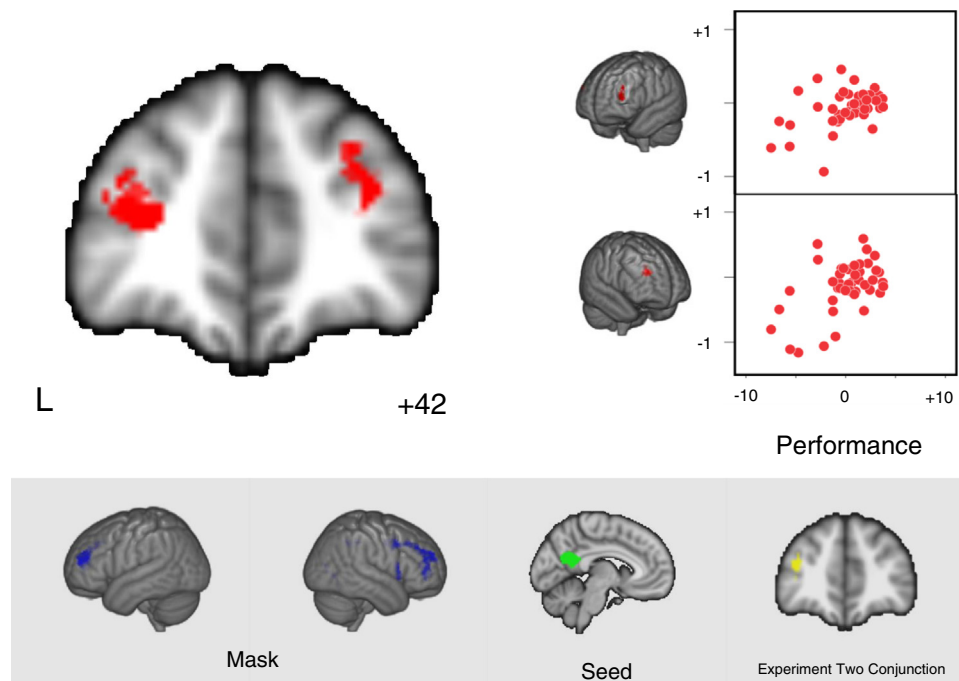 +1
-1
+1
-1
-10 0 +10
Performance
L +42
Mask
Seed
Experiment Two Conjunction